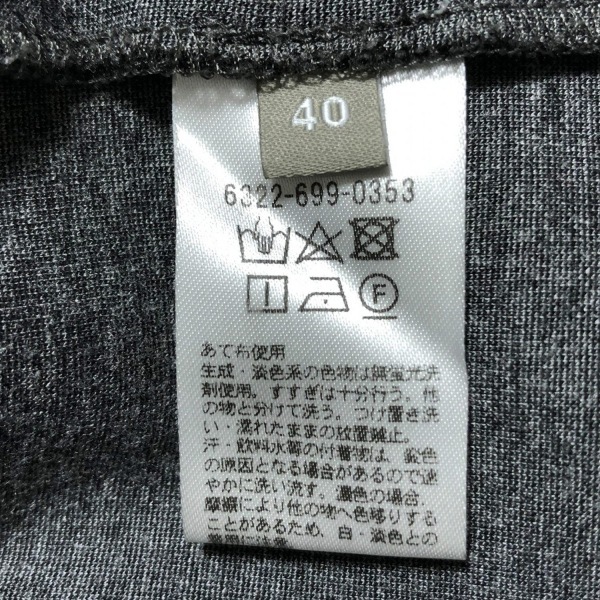 40
6322-699-0353
F
あて布使用
生成・淡色系の色物は無蛍光洗
剤使用。すすぎは十分行う。他
の物と分けて洗う。つけ置き洗
い・濡れたままの放置禁止。
汗・飲料水等の付着物は、変色
の原因となる場合があるので速
やかに洗い流す。濃色の場合、
摩擦により他の物へ色移りする
ことがあるため、白・淡色との
着用に注意